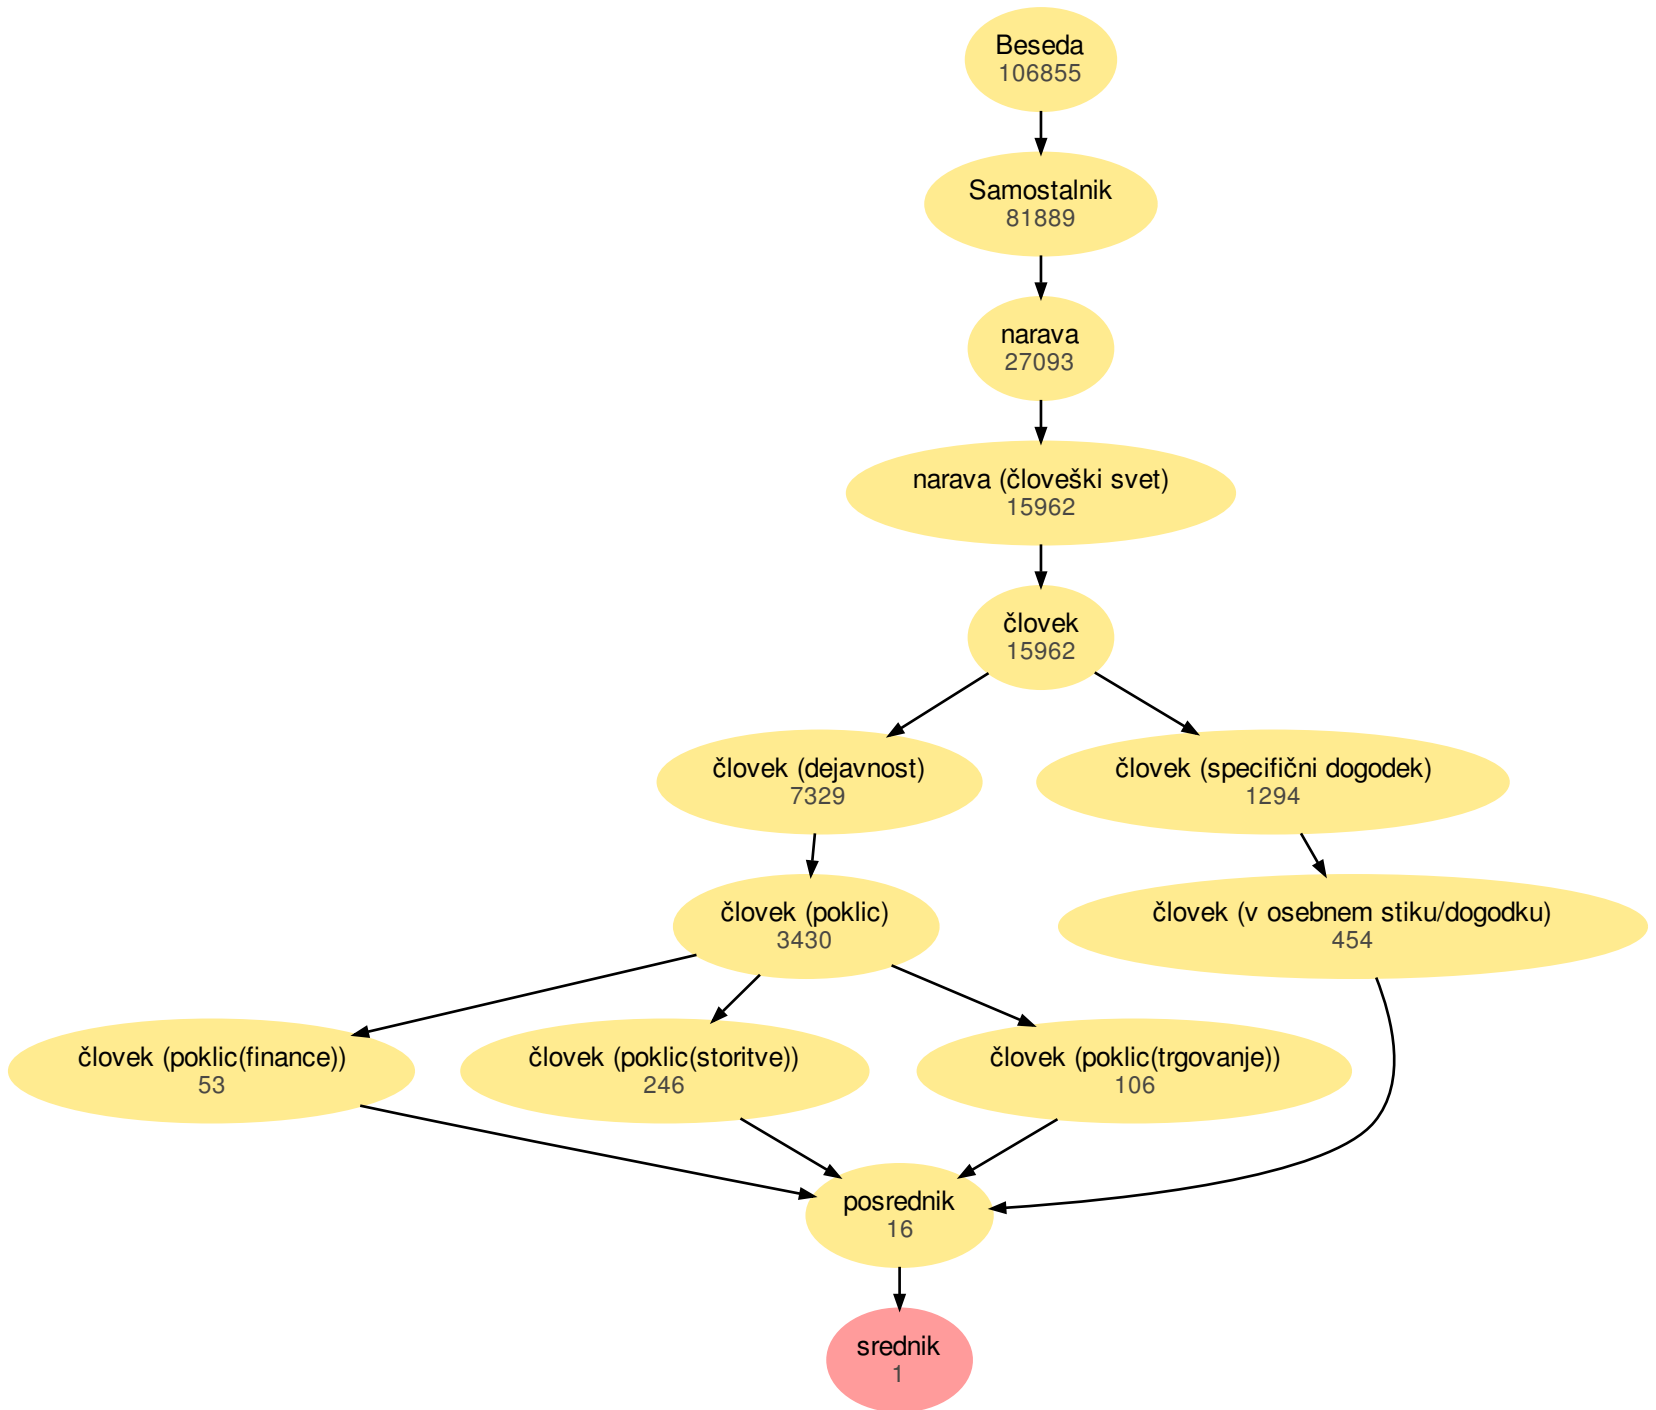 Beseda
106855
Samostalnik
81889
narava
27093
narava (človeški svet)
15962
človek
15962
človek (dejavnost)
7329
človek (specifični dogodek)
1294
človek (poklic)
3430
človek (v osebnem stiku/dogodku)
454
človek (poklic(finance))
53
človek (poklic(storitve))
246
človek (poklic(trgovanje))
106
posrednik
16
srednik
1